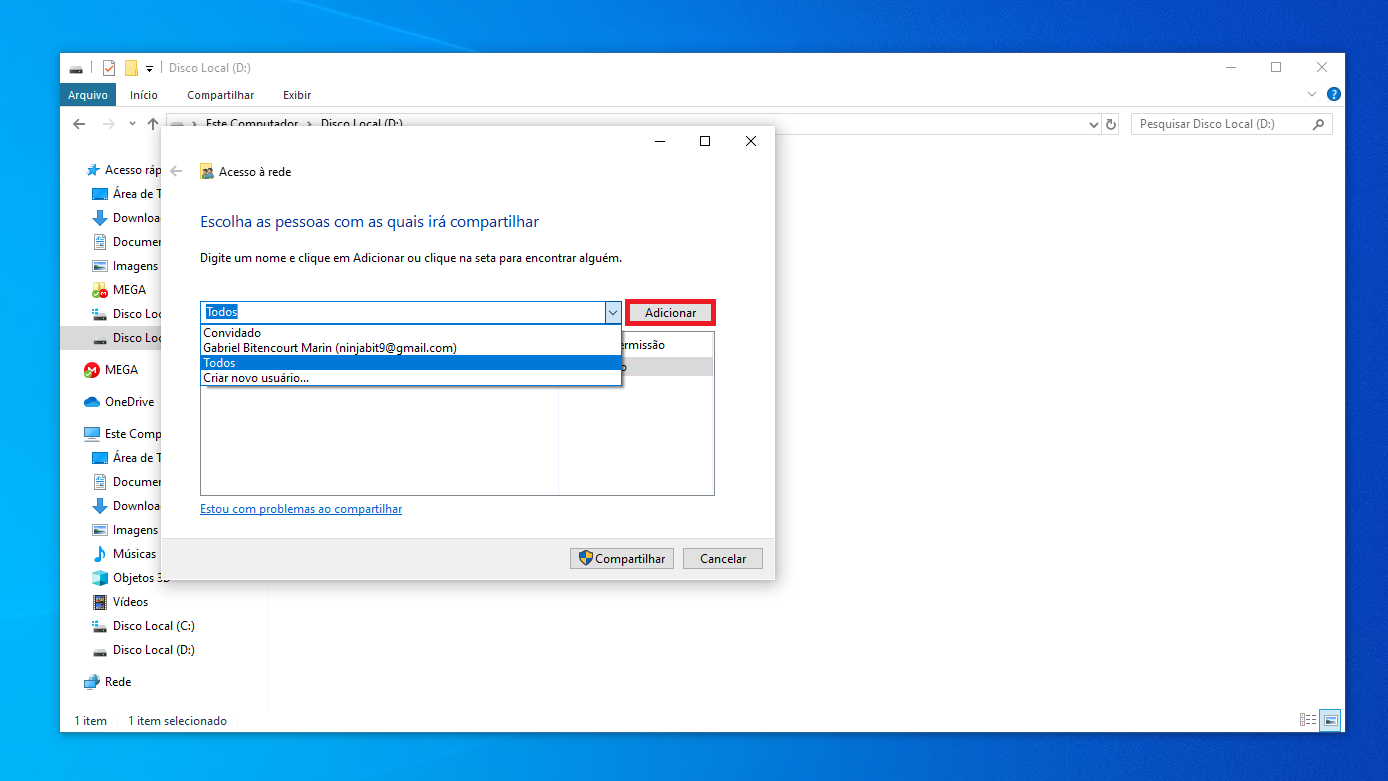 Disco Local (D:)
Arquivo Início Compartilhar Exibir
Este Computador Disco Local (D:) Pesquisar Disco Local (D:)
Acesso à rede
Escolha as pessoas com as quais irá compartilhar
Digite um nome e clique em Adicionar ou clique na seta para encontrar alguém.
Todos Adicionar
Convidado
Gabriel Bitencourt Marin (ninjabit9@gmail.com)
Todos
Criar novo usuário...
ermissão
o
Estou com problemas ao compartilhar
Compartilhar Cancelar
Acesso ráp
Área de T
Downloa
Documen
Imagens
MEGA
Disco Loc
Disco Loc
MEGA
OneDrive
Este Comp
Área de T
Documen
Downloa
Imagens
Músicas
Objetos 3D
Vídeos
Disco Local (C:)
Disco Local (D:)
Rede
1 item 1 item selecionado